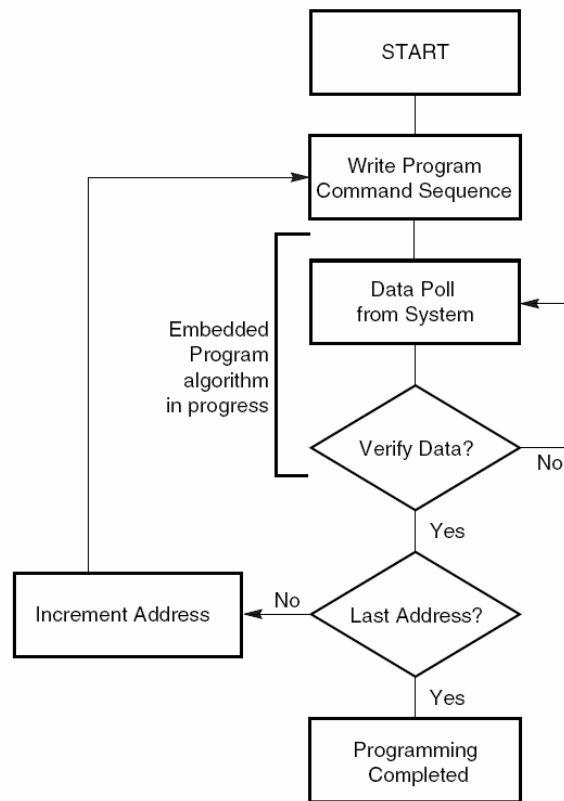 START
Write Program
Command Sequence
Data Poll
from System
Embedded
Program
algorithm
in progress
Verify Data?
No
Yes
Increment Address
No
Last Address?
Yes
Programming
Completed